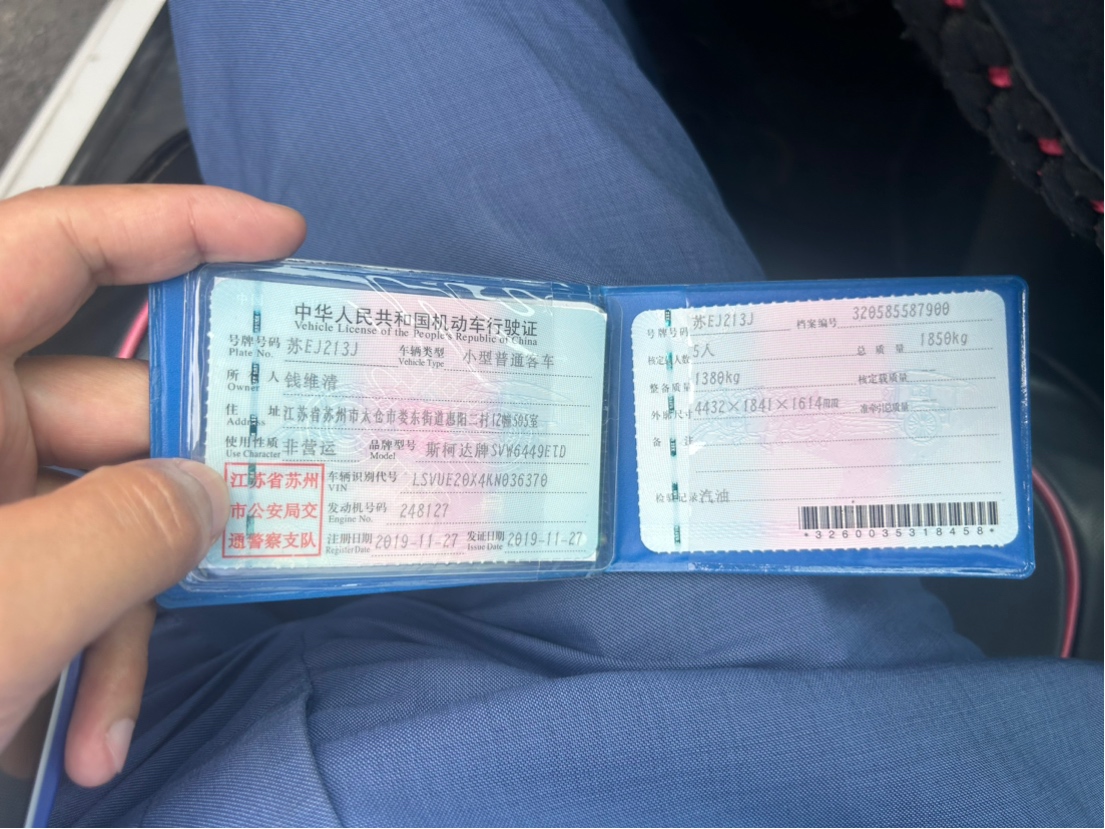 中华人民共和国机动车行驶证
Vehicle License of the People's Republic of China
号牌号码 苏EJ213J 车辆类型 小型普通客车
Plate No. Vehicle Type
所有人 钱维清
Owner
住址 江苏省苏州市太仓市娄东街道惠阳二村12幢505室
Address
使用性质 非营运 品牌型号 斯柯达牌SVW6449ETD
Use Character Model
江苏省苏州
市公安局交
通警察支队
车辆识别代号 LSVUE20X4KN036370
VIN
发动机号码 248127
Engine No.
注册日期 2019-11-27 发证日期 2019-11-27
Register Date Issue Date
号牌号码 苏EJ213J 档案编号 320585587900
核定载人数 5人 总质量 1850kg
整备质量 1380kg 核定载质量
外廓尺寸 4432×1841×1614mm 准牵引总质量
备注
检验记录 汽油
*3260035318458*